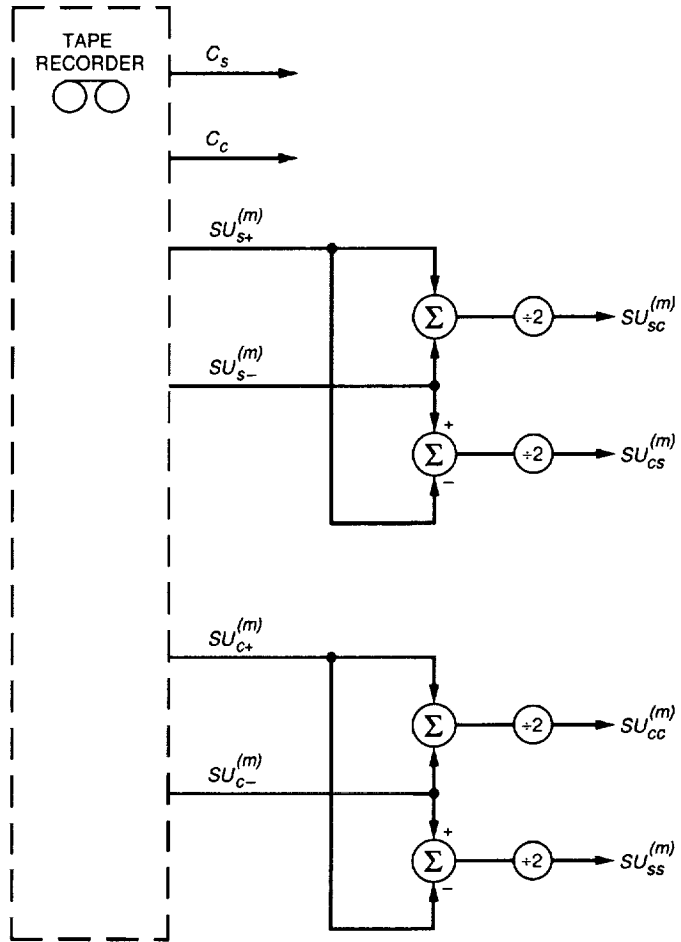 TAPE
RECORDER
C_s
C_c
SU_{s+}^{(m)}
Σ
÷2
SU_{sc}^{(m)}
SU_{s−}^{(m)}
+
Σ
−
÷2
SU_{cs}^{(m)}
SU_{c+}^{(m)}
Σ
÷2
SU_{cc}^{(m)}
SU_{c−}^{(m)}
+
Σ
−
÷2
SU_{ss}^{(m)}